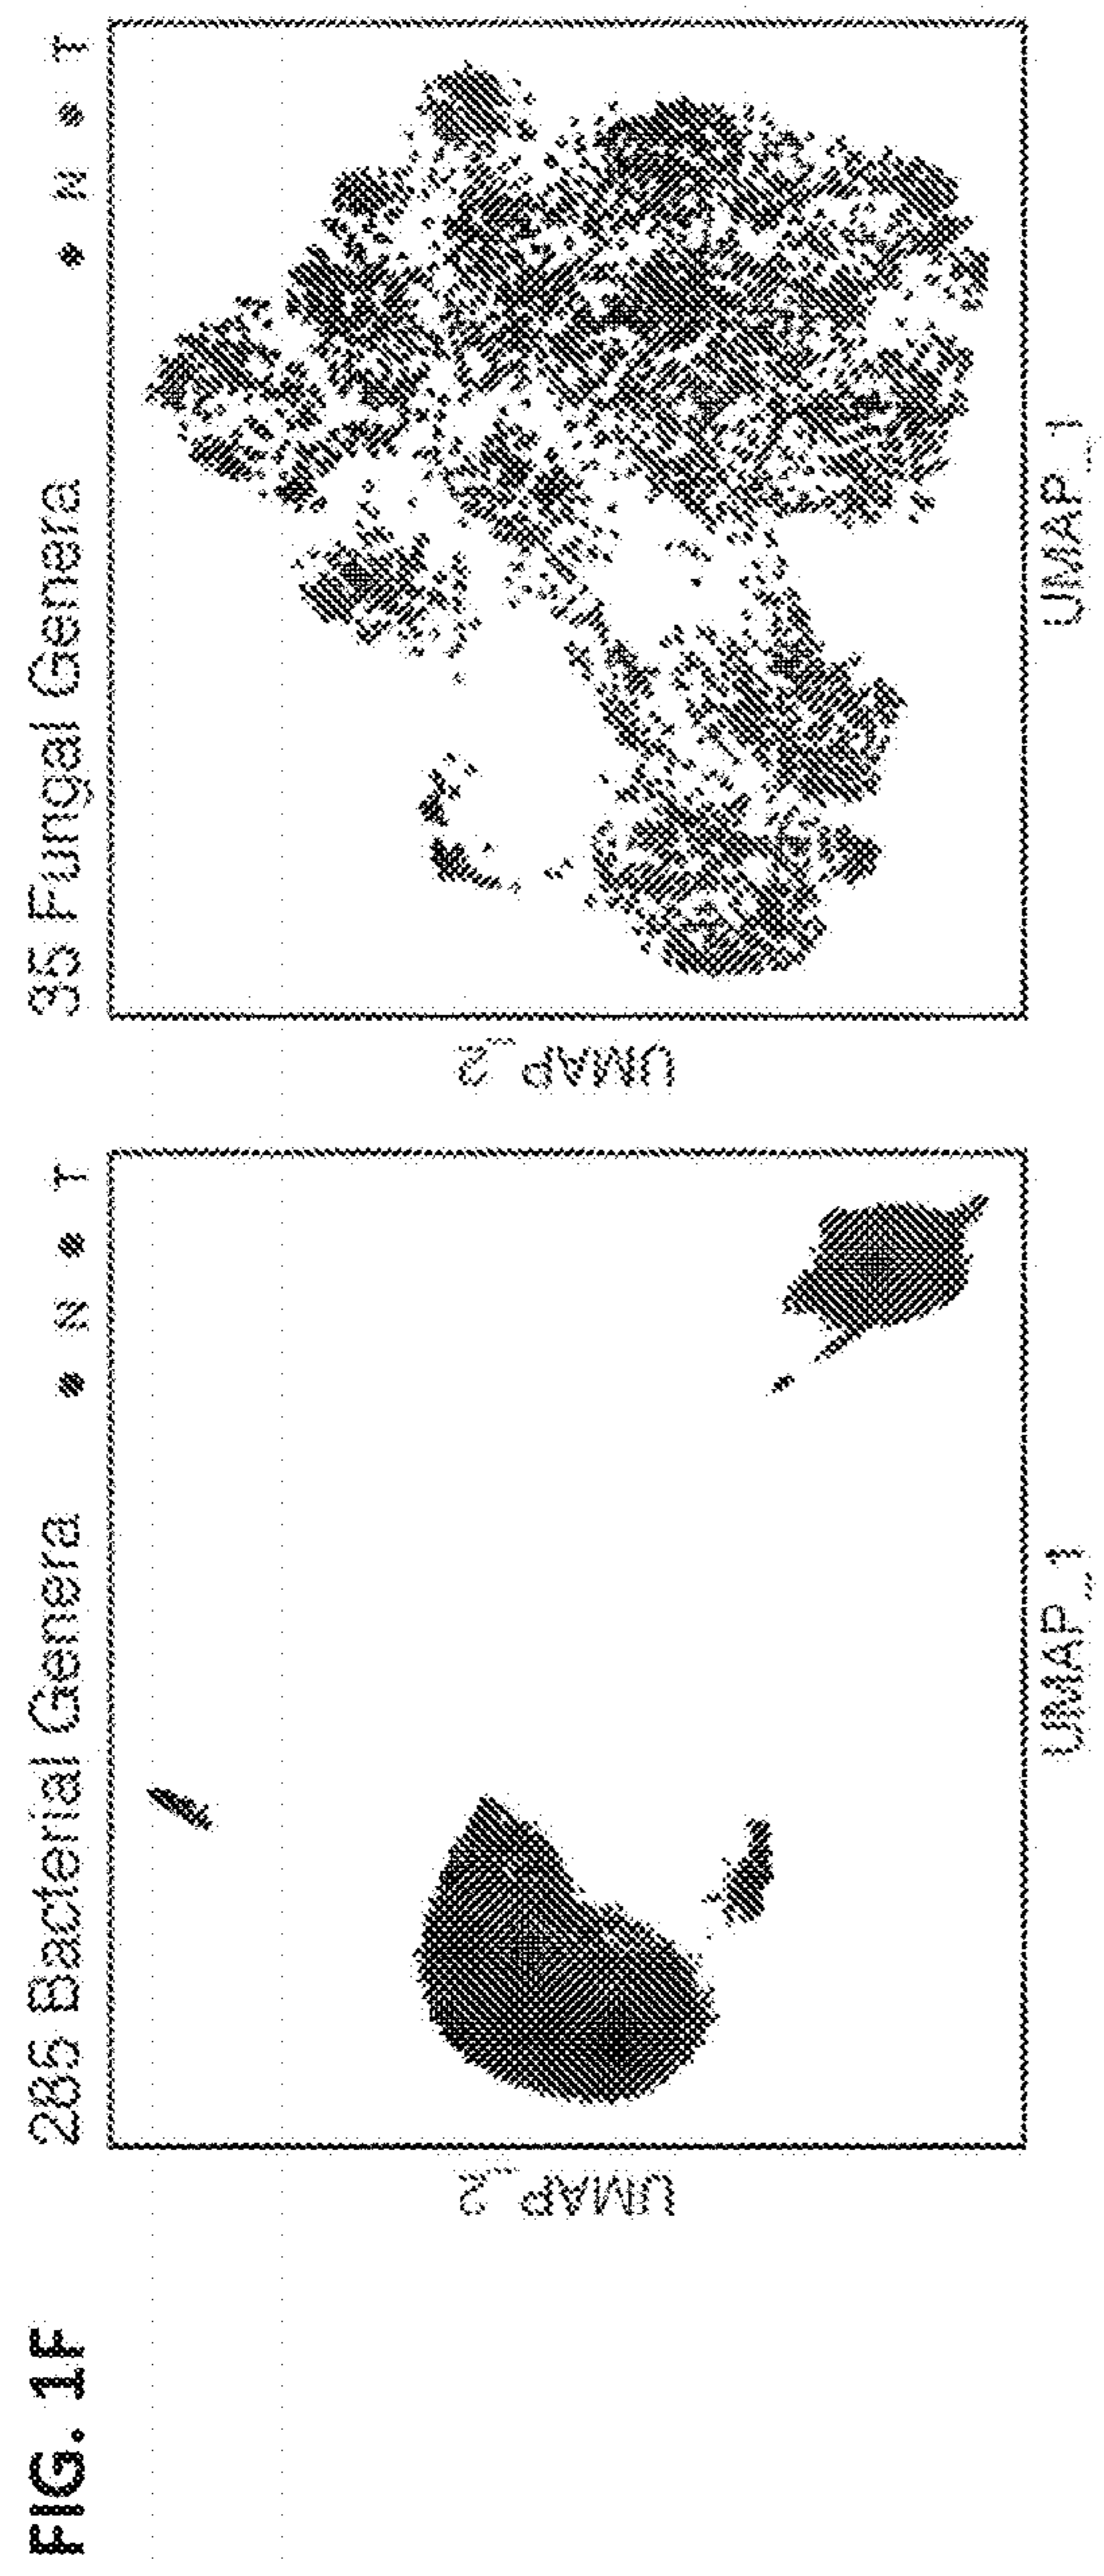 FIG. 1F
285 Bacterial Genera
N T
UMAP_2
UMAP_1
35 Fungal Genera
N T
UMAP_2
UMAP_1